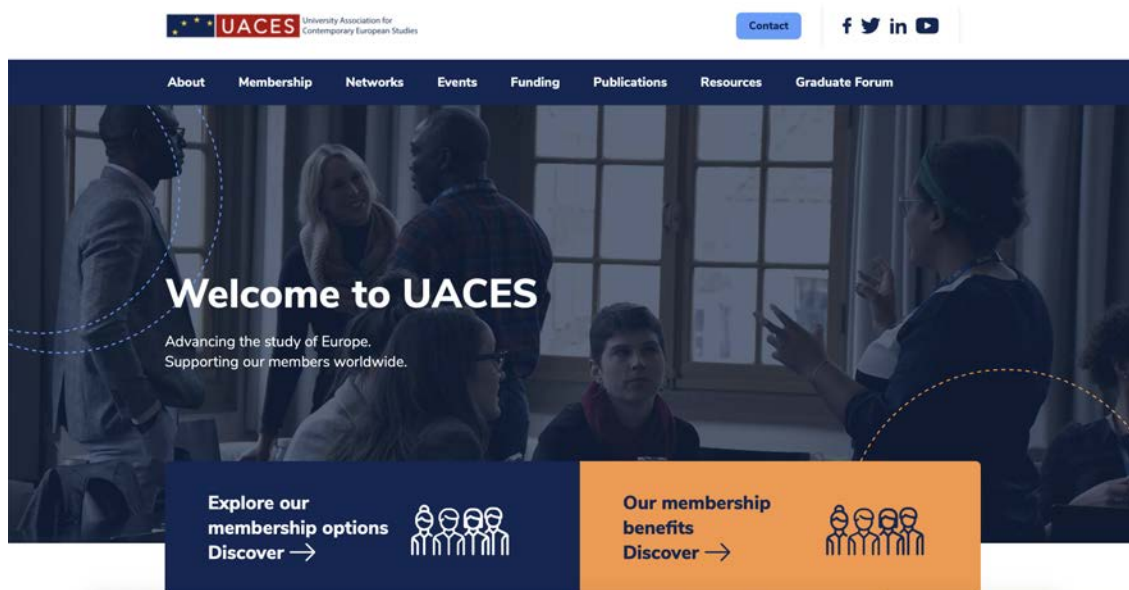 UACES
University Association for
Contemporary European Studies
Contact
About Membership Networks Events Funding Publications Resources Graduate Forum
Welcome to UACES
Advancing the study of Europe.
Supporting our members worldwide.
Explore our
membership options
Discover →
Our membership
benefits
Discover →